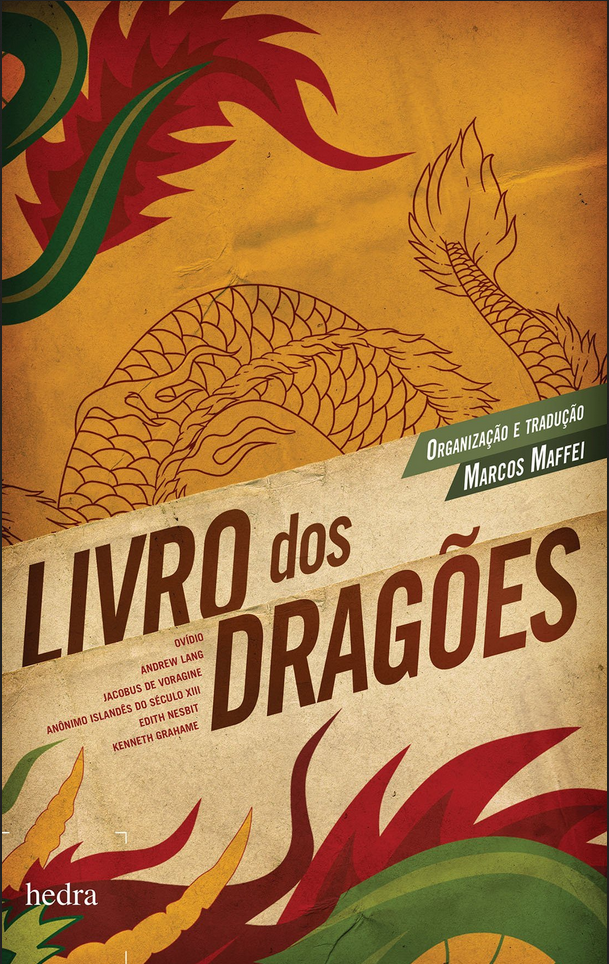 ORGANIZAÇÃO E TRADUÇÃO
MARCOS MAFFEI
LIVRO dos
DRAGÕES
OVÍDIO
ANDREW LANG
JACOBUS DE VORAGINE
ANÔNIMO ISLANDÊS DO SÉCULO XIII
EDITH NESBIT
KENNETH GRAHAME
hedra